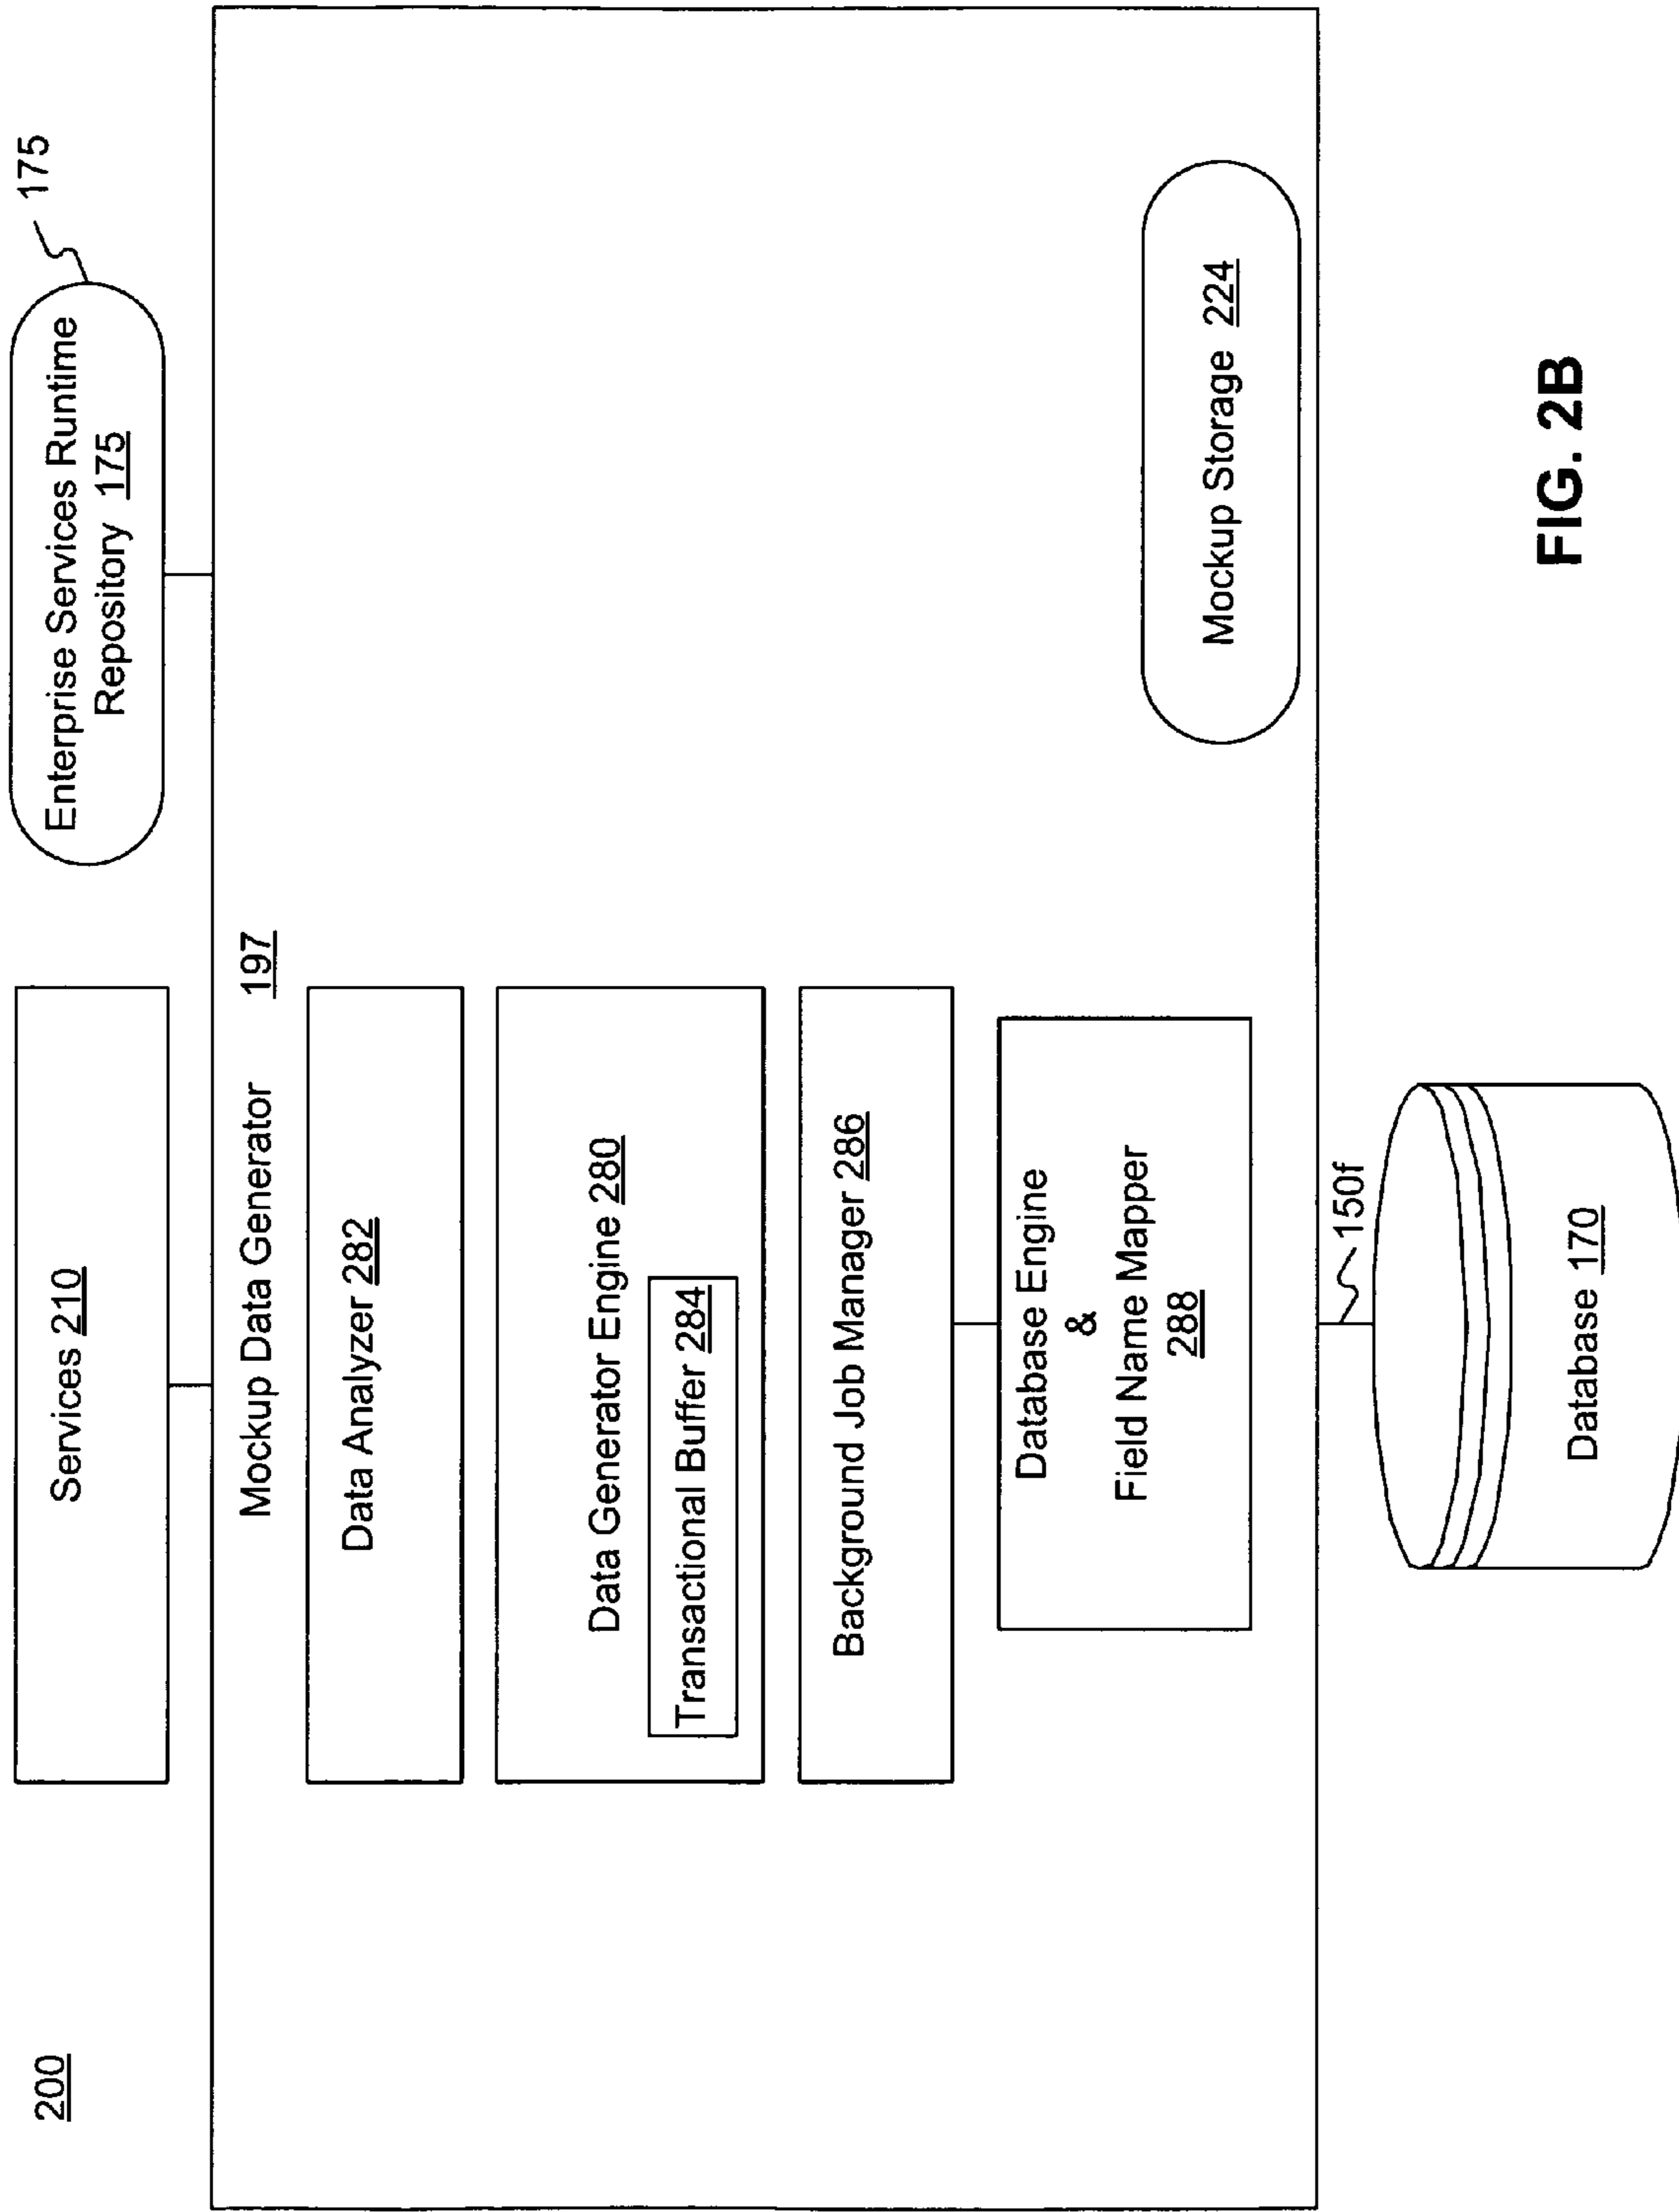 200
Services 210
Enterprise Services Runtime
Repository 175
175
Mockup Data Generator 197
Data Analyzer 282
Data Generator Engine 280
Transactional Buffer 284
Background Job Manager 286
Database Engine
&
Field Name Mapper
288
Mockup Storage 224
150f
Database 170
FIG. 2B